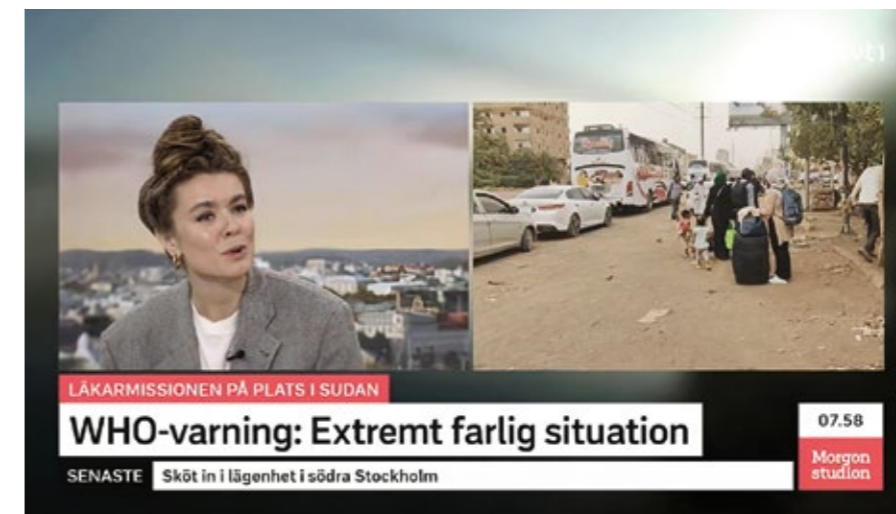 svt1
LÄKARMISSIONEN PÅ PLATS I SUDAN
WHO-varning: Extremt farlig situation
07.58
SENASTE Sköt in i lägenhet i södra Stockholm
Morgon
studion